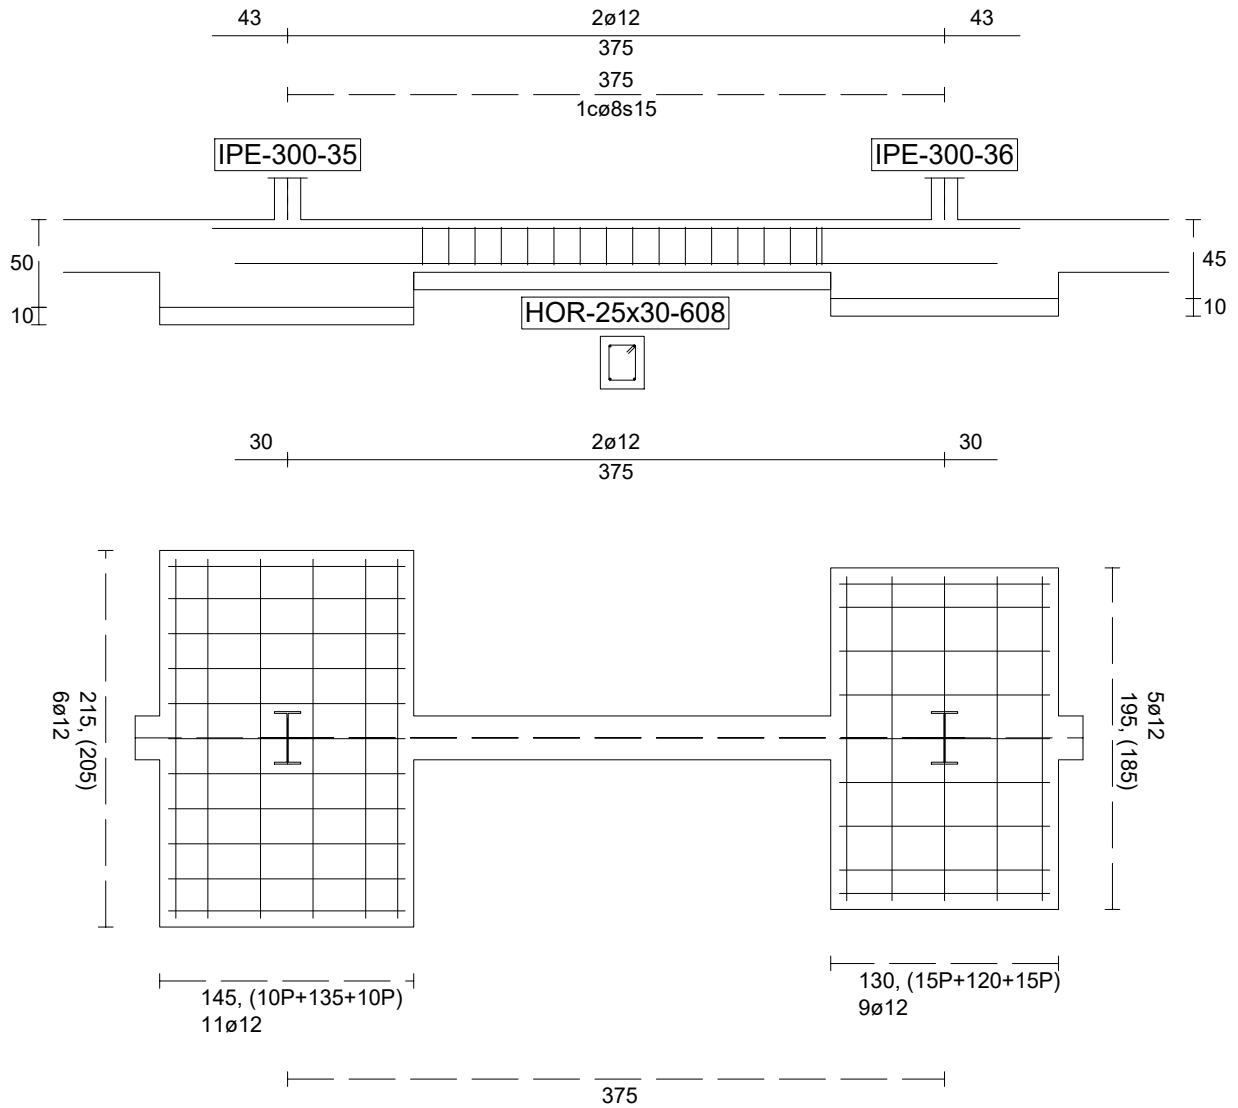 43
2ø12
43
375
375
1cø8s15
IPE-300-35
IPE-300-36
50
45
10
10
HOR-25x30-608
30
2ø12
30
375
215, (205)
6ø12
5ø12
195, (185)
145, (10P+135+10P)
11ø12
130, (15P+120+15P)
9ø12
375